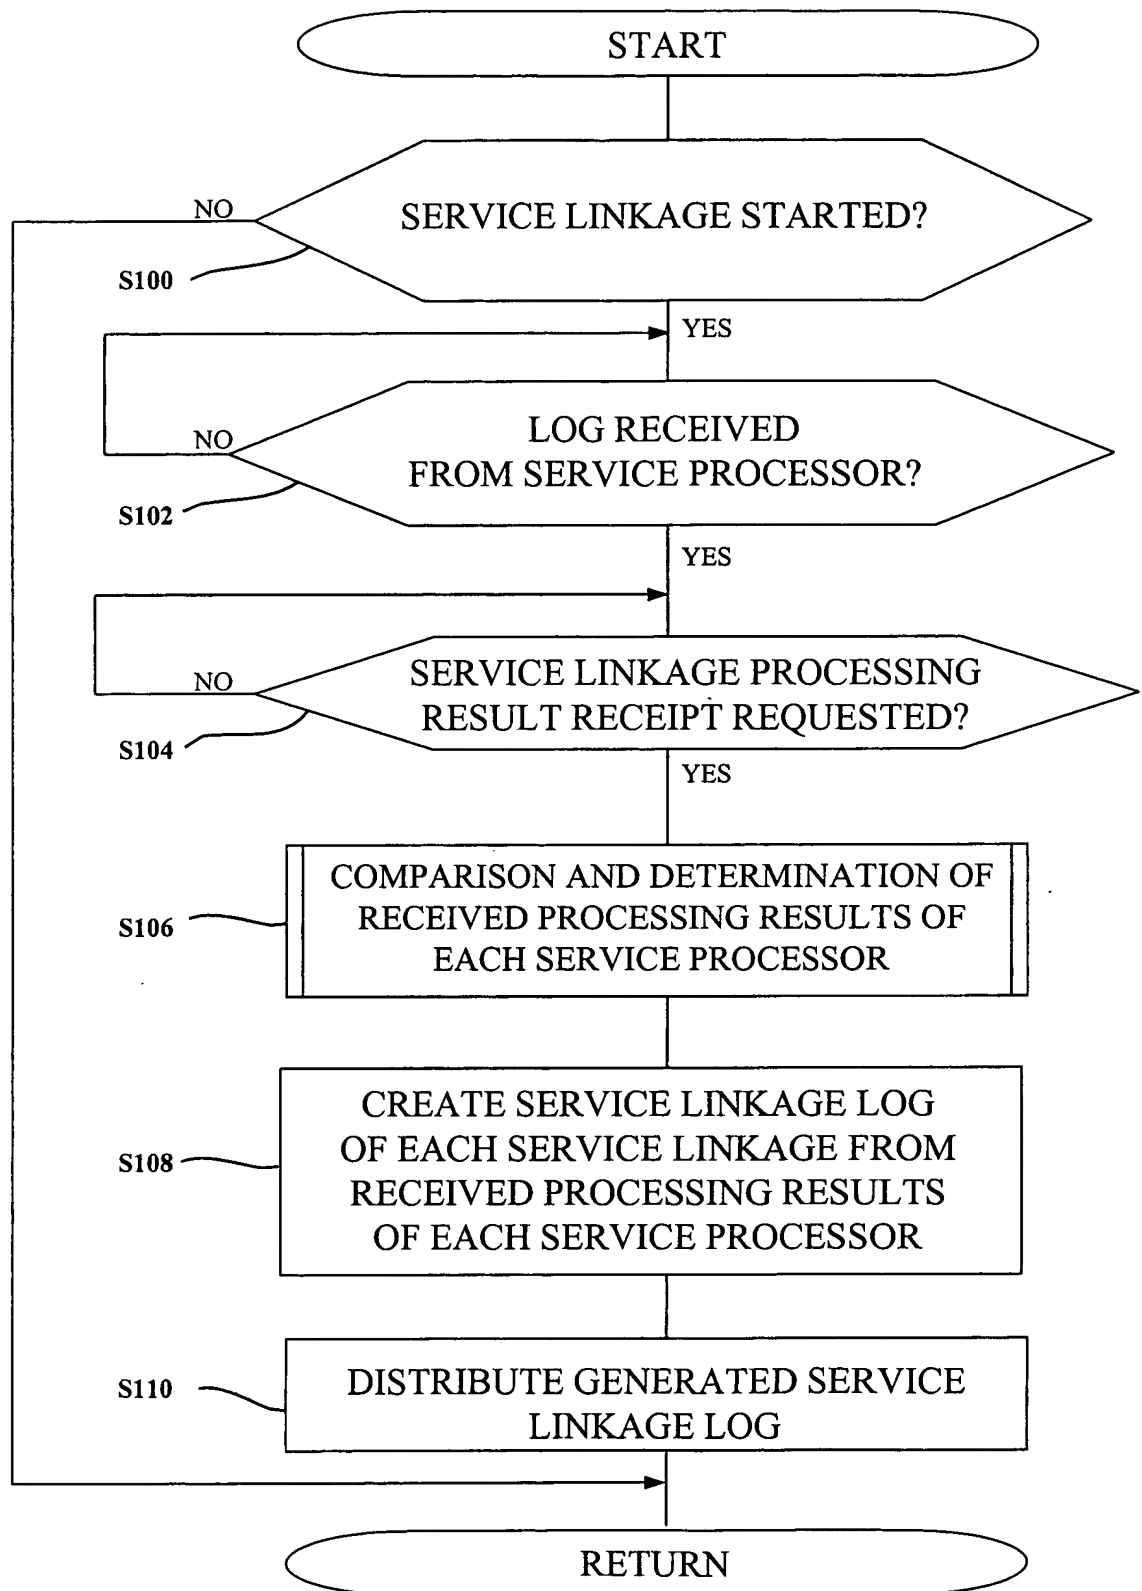 START
NO
SERVICE LINKAGE STARTED?
S100
YES
LOG RECEIVED
NO
FROM SERVICE PROCESSOR?
S102
YES
SERVICE LINKAGE PROCESSING
NO
RESULT RECEIPT REQUESTED?
S104
YES
COMPARISON AND DETERMINATION OF
RECEIVED PROCESSING RESULTS OF
EACH SERVICE PROCESSOR
S106
CREATE SERVICE LINKAGE LOG
OF EACH SERVICE LINKAGE FROM
RECEIVED PROCESSING RESULTS
OF EACH SERVICE PROCESSOR
S108
DISTRIBUTE GENERATED SERVICE
LINKAGE LOG
S110
RETURN